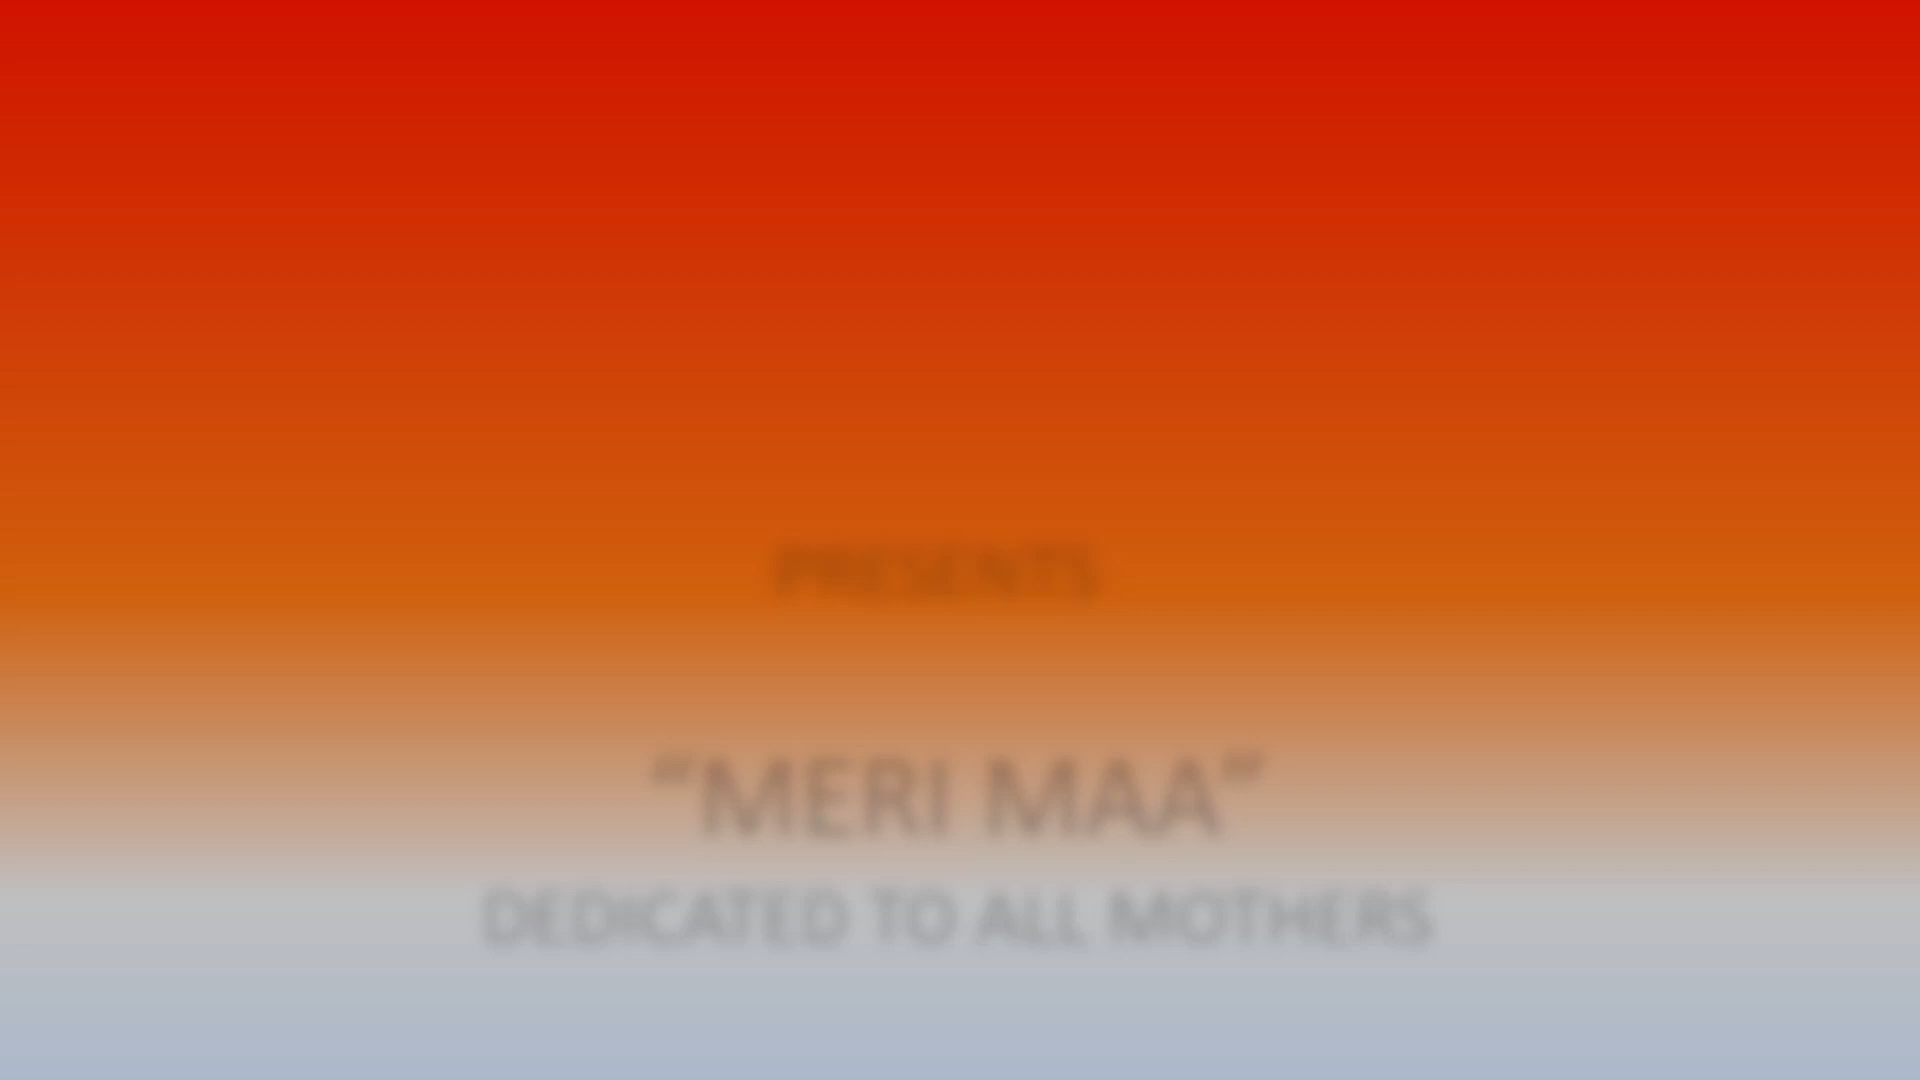 PRESENTS
“MERI MAA”
DEDICATED TO ALL MOTHERS